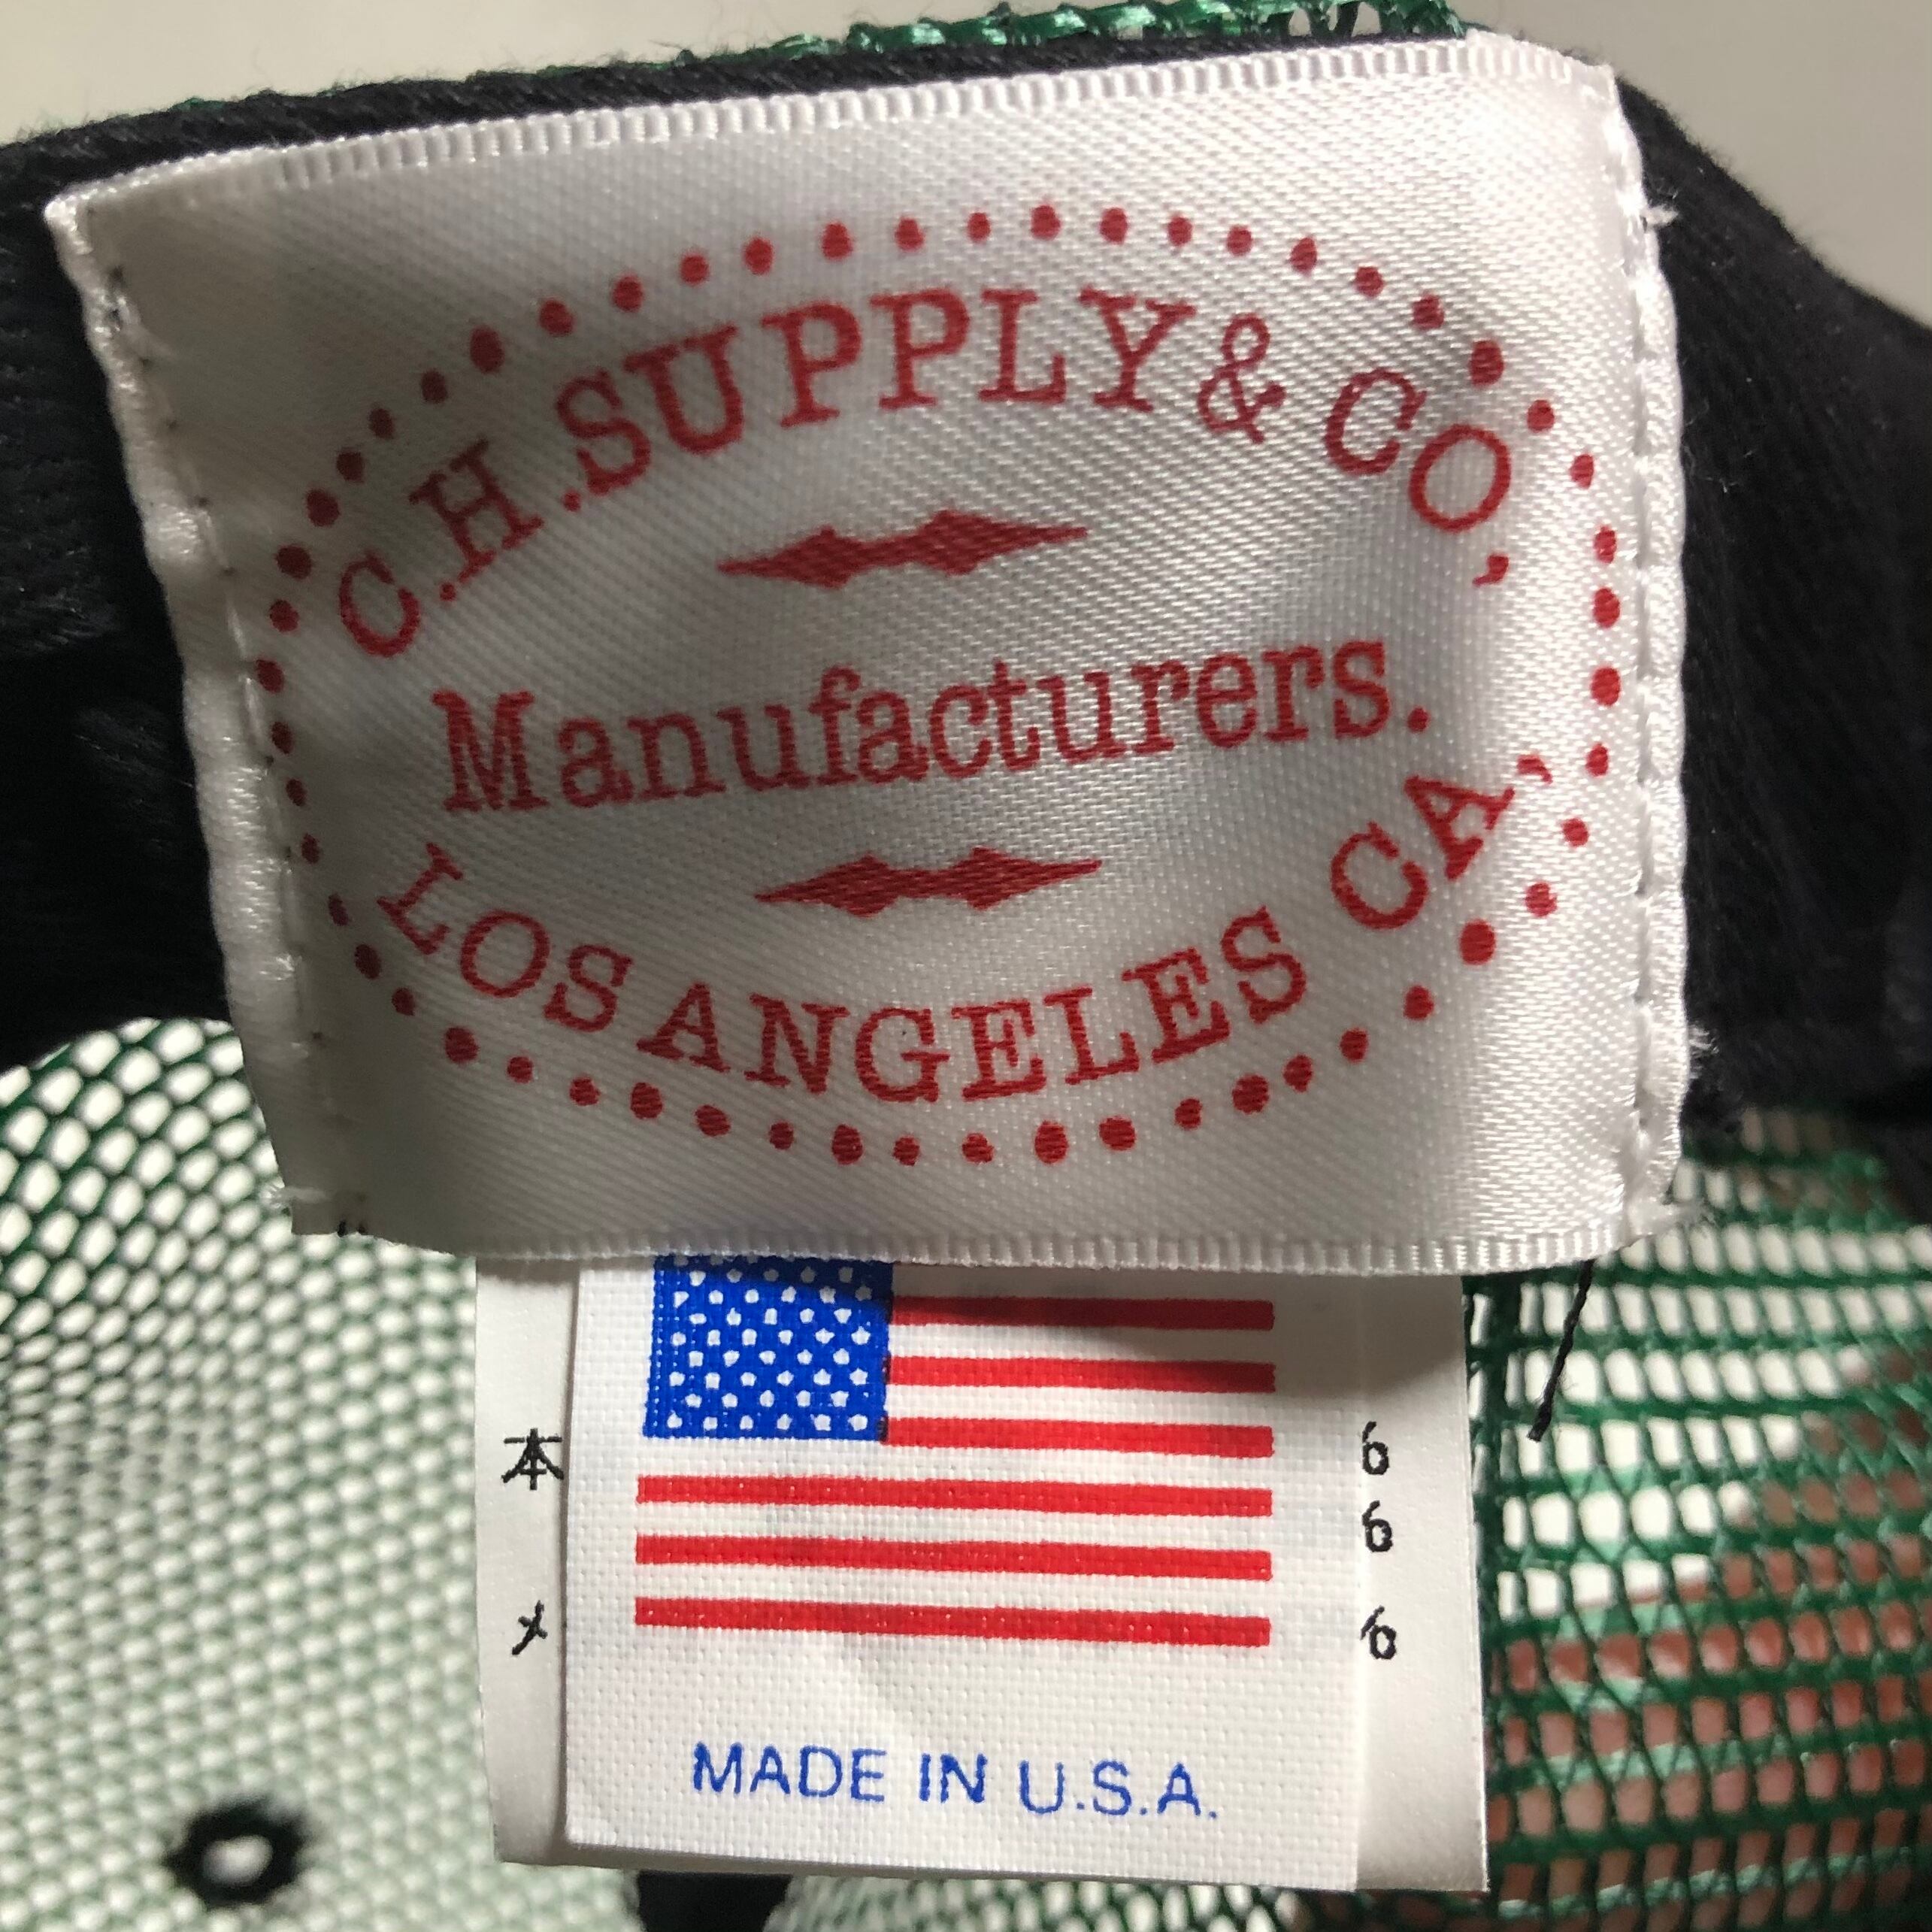 C.H.SUPPLY& CO,
Manufacturers.
LOS ANGELES CA,
本 6
6
メ 6
MADE IN U.S.A.